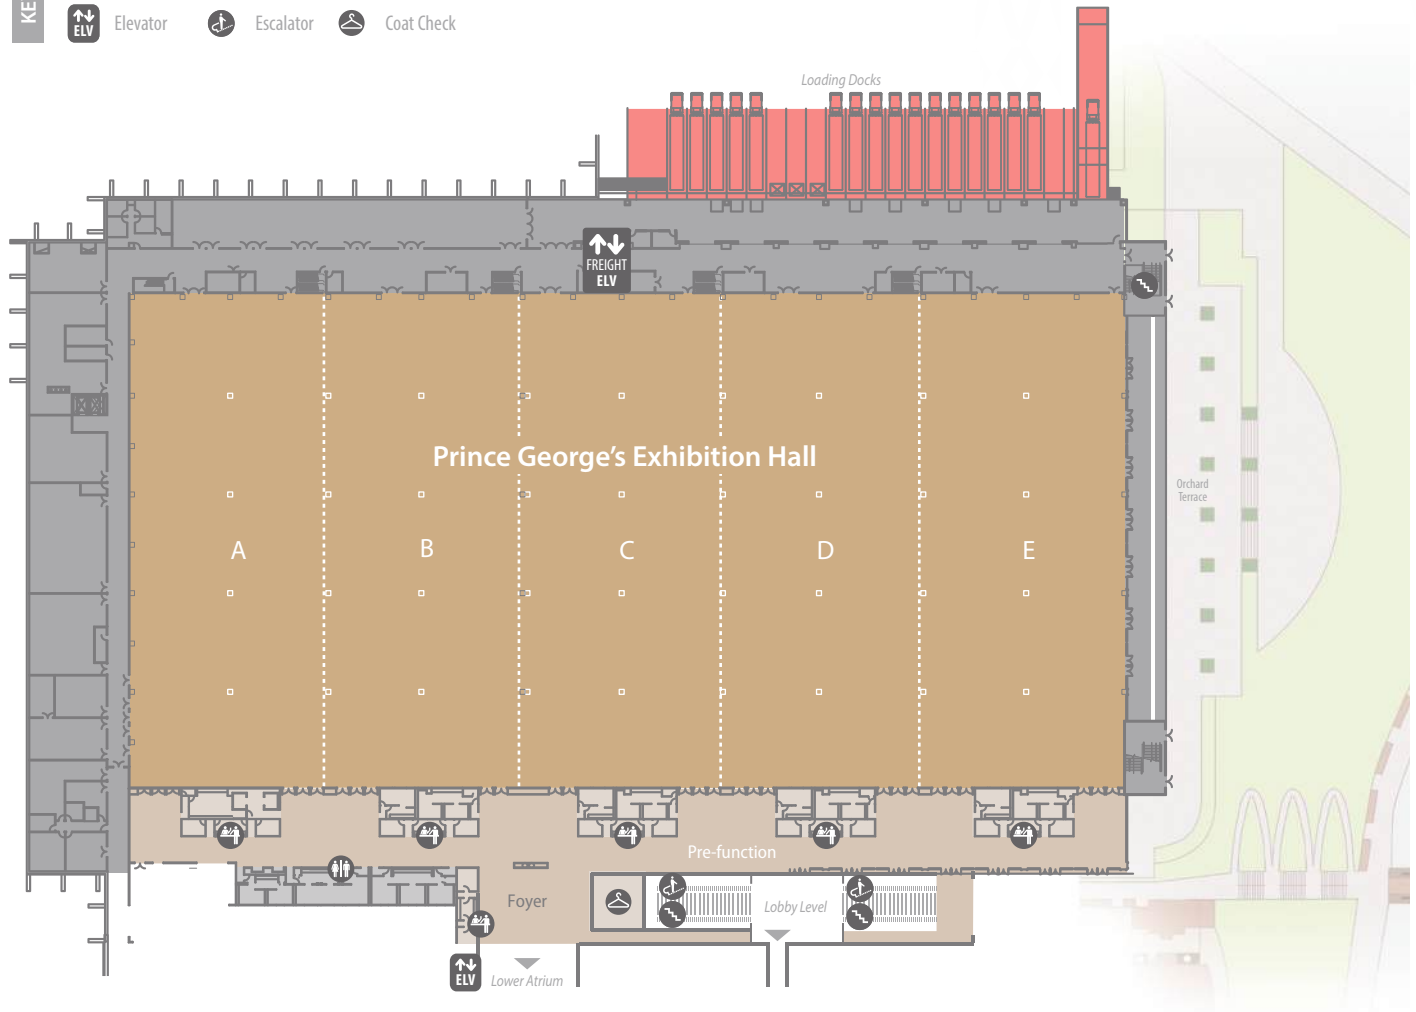 KE
ELV
Elevator
Escalator
Coat Check
Loading Docks
FREIGHT
ELV
Prince George's Exhibition Hall
Orchard
Terrace
A
B
C
D
E
Pre-function
Foyer
Lobby Level
ELV
Lower Atrium